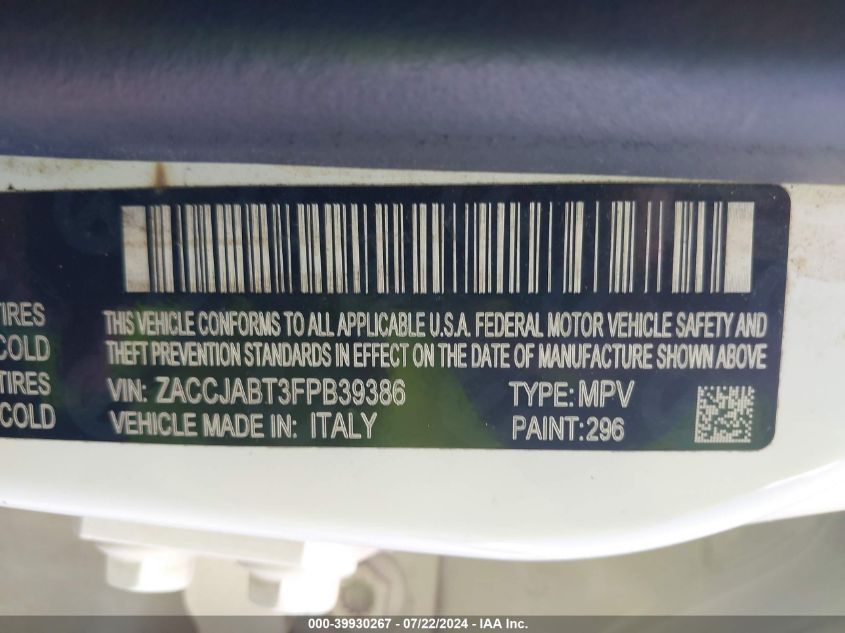 THIS VEHICLE CONFORMS TO ALL APPLICABLE U.S.A. FEDERAL MOTOR VEHICLE SAFETY AND
THEFT PREVENTION STANDARDS IN EFFECT ON THE DATE OF MANUFACTURE SHOWN ABOVE
TIRES
COLD
TIRES
COLD
VIN: ZACCJABT3FPB39386 TYPE: MPV
VEHICLE MADE IN: ITALY PAINT: 296
000-39930267 - 07/22/2024 - IAA Inc.